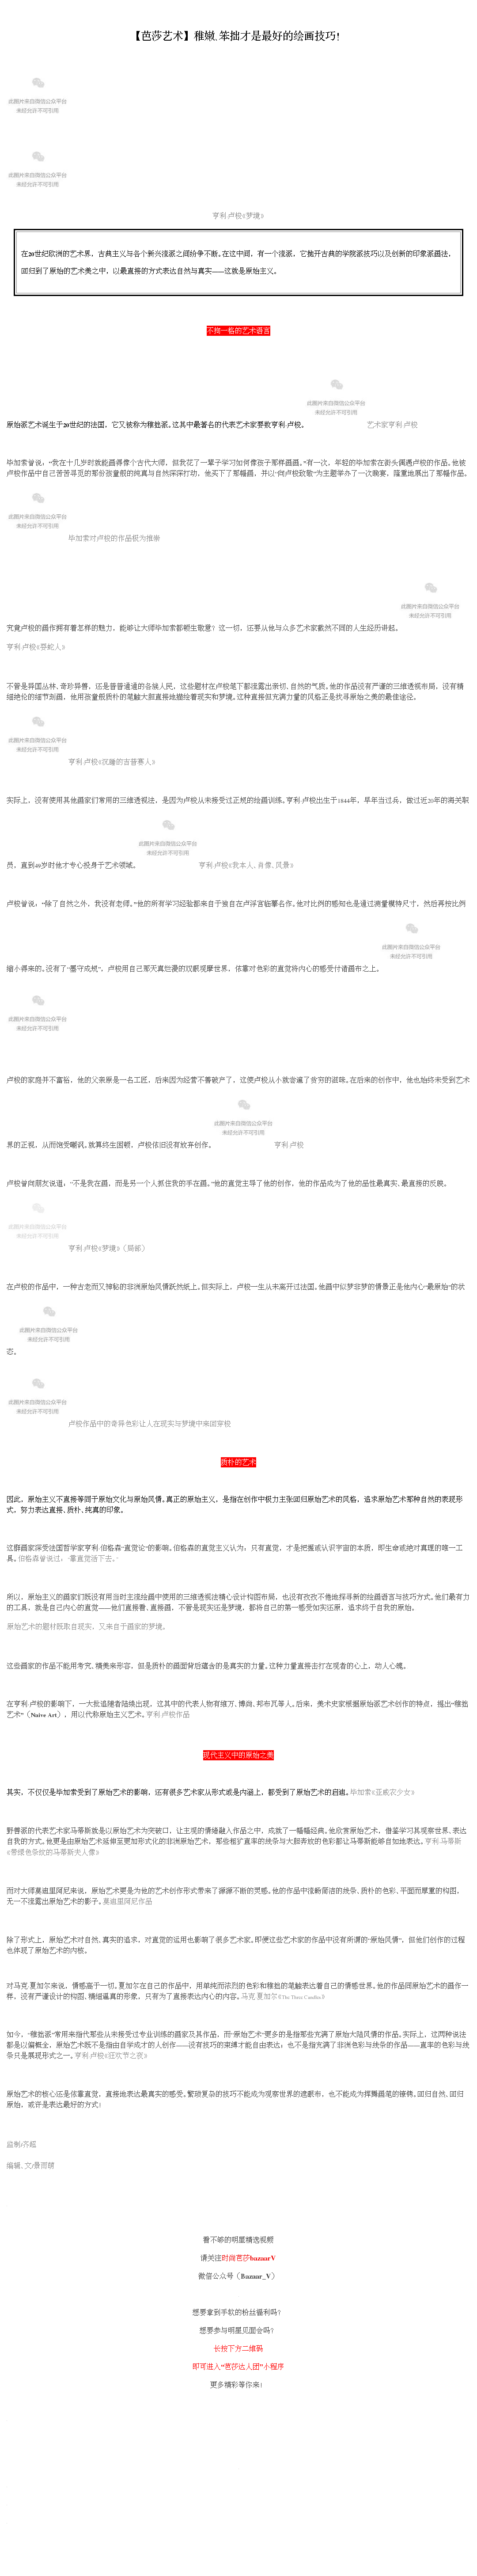 【芭莎艺术】稚嫩、笨拙才是最好的绘画技巧!
此图片来自微信公众平台
未经允许不可引用
此图片来自微信公众平台
未经允许不可引用
亨利·卢梭《梦境》
在20世纪欧洲的艺术界，古典主义与各个新兴流派之间纷争不断。在这中间，有一个流派，它抛开古典的学院派技巧以及创新的印象派画法，
回归到了原始的艺术美之中，以最直接的方式表达自然与真实——这就是原始主义。
不拘一格的艺术语言
此图片来自微信公众平台
未经允许不可引用
原始派艺术诞生于20世纪的法国，它又被称为稚拙派。这其中最著名的代表艺术家要数亨利·卢梭。 艺术家亨利·卢梭
毕加索曾说，“我在十几岁时就能画得像个古代大师，但我花了一辈子学习如何像孩子那样画画。”有一次，年轻的毕加索在街头偶遇卢梭的作品。他被
卢梭作品中自己苦苦寻觅的那份孩童般的纯真与自然深深打动，他买下了那幅画，并以“向卢梭致敬”为主题举办了一次晚宴，隆重地展出了那幅作品。
此图片来自微信公众平台
未经允许不可引用
毕加索对卢梭的作品极为推崇
此图片来自微信公众平台
未经允许不可引用
究竟卢梭的画作拥有着怎样的魅力，能够让大师毕加索都顿生敬意？这一切，还要从他与众多艺术家截然不同的人生经历讲起。
亨利·卢梭《弄蛇人》
不管是异国丛林、奇珍异兽，还是普普通通的各族人民，这些题材在卢梭笔下都流露出亲切、自然的气质。他的作品没有严谨的三维透视布局，没有精
细绝伦的细节刻画，他用孩童般质朴的笔触大胆直接地描绘着现实和梦境。这种直接但充满力量的风格正是找寻原始之美的最佳途径。
此图片来自微信公众平台
未经允许不可引用
亨利·卢梭《沉睡的吉普赛人》
实际上，没有使用其他画家们常用的三维透视法，是因为卢梭从未接受过正规的绘画训练。亨利·卢梭出生于1844年，早年当过兵，做过近20年的海关职
此图片来自微信公众平台
未经允许不可引用
员，直到49岁时他才专心投身于艺术领域。 亨利·卢梭《我本人、肖像、风景》
卢梭曾说，“除了自然之外，我没有老师。”他的所有学习经验都来自于独自在卢浮宫临摹名作。他对比例的感知也是通过测量模特尺寸，然后再按比例
此图片来自微信公众平台
未经允许不可引用
缩小得来的。没有了“墨守成规”，卢梭用自己那天真烂漫的双眼观摩世界，依靠对色彩的直觉将内心的感受付诸画布之上。
此图片来自微信公众平台
未经允许不可引用
卢梭的家庭并不富裕，他的父亲原是一名工匠，后来因为经营不善破产了，这使卢梭从小就尝遍了贫穷的滋味。在后来的创作中，他也始终未受到艺术
此图片来自微信公众平台
未经允许不可引用
界的正视，从而饱受嘲讽。就算终生困顿，卢梭依旧没有放弃创作。 亨利·卢梭
卢梭曾向朋友说道，“不是我在画，而是另一个人抓住我的手在画。”他的直觉主导了他的创作，他的作品成为了他的品性最真实、最直接的反映。
此图片来自微信公众平台
未经允许不可引用
亨利·卢梭《梦境》（局部）
在卢梭的作品中，一种古老而又神秘的非洲原始风情跃然纸上。但实际上，卢梭一生从未离开过法国。他画中似梦非梦的情景正是他内心“最原始”的状
此图片来自微信公众平台
未经允许不可引用
态。
此图片来自微信公众平台
未经允许不可引用
卢梭作品中的奇异色彩让人在现实与梦境中来回穿梭
质朴的艺术
因此，原始主义不直接等同于原始文化与原始风情。真正的原始主义，是指在创作中极力主张回归原始艺术的风格，追求原始艺术那种自然的表现形
式，努力表达直接、质朴、纯真的印象。
这群画家深受法国哲学家亨利·伯格森“直觉论”的影响。伯格森的直觉主义认为，只有直觉，才是把握或认识宇宙的本质，即生命或绝对真理的唯一工
具。伯格森曾说过，“靠直觉活下去。”
所以，原始主义的画家们既没有用当时主流绘画中使用的三维透视法精心设计构图布局，也没有孜孜不倦地探寻新的绘画语言与技巧方式。他们最有力
的工具，就是自己内心的直觉——他们直接看、直接画，不管是现实还是梦境，都将自己的第一感受如实还原，追求终于自我的原始。
原始艺术的题材既取自现实，又来自于画家的梦境。
这些画家的作品不能用考究、精美来形容，但是质朴的画面背后蕴含的是真实的力量。这种力量直接击打在观者的心上，动人心魄。
在亨利·卢梭的影响下，一大批追随者陆续出现，这其中的代表人物有维万、博尚、邦布瓦等人。后来，美术史家根据原始派艺术创作的特点，提出“稚拙
艺术”（Naive Art），用以代称原始主义艺术。亨利·卢梭作品
现代主义中的原始之美
其实，不仅仅是毕加索受到了原始艺术的影响，还有很多艺术家从形式或是内涵上，都受到了原始艺术的启迪。毕加索《亚威农少女》
野兽派的代表艺术家马蒂斯就是以原始艺术为突破口，让主观的情绪融入作品之中，成就了一幅幅经典。他欣赏原始艺术，借鉴学习其观察世界、表达
自我的方式。他更是由原始艺术延伸至更加形式化的非洲原始艺术，那些粗犷直率的线条与大胆奔放的色彩都让马蒂斯能够自如地表达。亨利·马蒂斯
《带绿色条纹的马蒂斯夫人像》
而对大师莫迪里阿尼来说，原始艺术更是为他的艺术创作形式带来了源源不断的灵感。他的作品中流畅简洁的线条、质朴的色彩、平面而厚重的构图，
无一不流露出原始艺术的影子。莫迪里阿尼作品
除了形式上，原始艺术对自然、真实的追求，对直觉的运用也影响了很多艺术家。即便这些艺术家的作品中没有所谓的“原始风情”，但他们创作的过程
也体现了原始艺术的内核。
对马克·夏加尔来说，情感高于一切。夏加尔在自己的作品中，用单纯而浓烈的色彩和稚拙的笔触表达着自己的情感世界。他的作品同原始艺术的画作一
样，没有严谨设计的构图、精细逼真的形象，只有为了直接表达内心的内容。马克·夏加尔《The Three Candles》
如今，“稚拙派”常用来指代那些从未接受过专业训练的画家及其作品，而“原始艺术”更多的是指那些充满了原始大陆风情的作品。实际上，这两种说法
都是以偏概全，原始艺术既不是指由自学成才的人创作——没有技巧的束缚才能自由表达；也不是指充满了非洲色彩与线条的作品——直率的色彩与线
条只是展现形式之一。亨利·卢梭《狂欢节之夜》
原始艺术的核心还是依靠直觉，直接地表达最真实的感受。繁琐复杂的技巧不能成为观察世界的遮蔽布，也不能成为挥舞画笔的镣铐。回归自然、回归
原始，或许是表达最好的方式！
监制/齐超
编辑、文/景雨萌
看不够的明星精选视频
请关注时尚芭莎bazaarV
微信公众号（Bazaar_V）
想要拿到手软的粉丝福利吗?
想要参与明星见面会吗?
长按下方二维码
即可进入“芭莎达人团”小程序
更多精彩等你来!